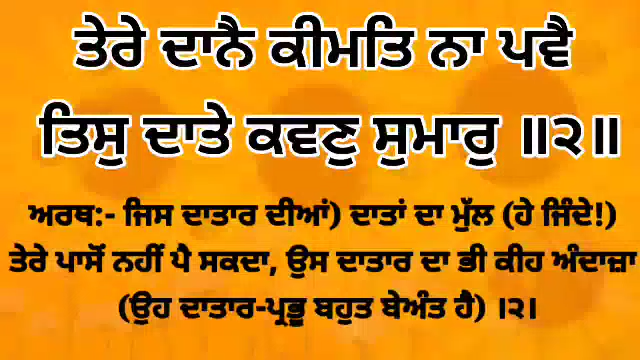 ਤੇਰੇ ਦਾਨੈ ਕੀਮਤਿ ਨਾ ਪਵੈ
ਤਿਸੁ ਦਾਤੇ ਕਵਣੁ ਸੁਮਾਰੁ ॥੨॥
ਅਰਥ:- ਜਿਸ ਦਾਤਾਰ ਦੀਆਂ) ਦਾਤਾਂ ਦਾ ਮੁੱਲ (ਹੇ ਜਿੰਦੇ!)
ਤੇਰੇ ਪਾਸੋਂ ਨਹੀਂ ਪੈ ਸਕਦਾ, ਉਸ ਦਾਤਾਰ ਦਾ ਭੀ ਕੀਹ ਅੰਦਾਜ਼ਾ
(ਉਹ ਦਾਤਾਰ-ਪ੍ਰਭੂ ਬਹੁਤ ਬੇਅੰਤ ਹੈ) ।੨।